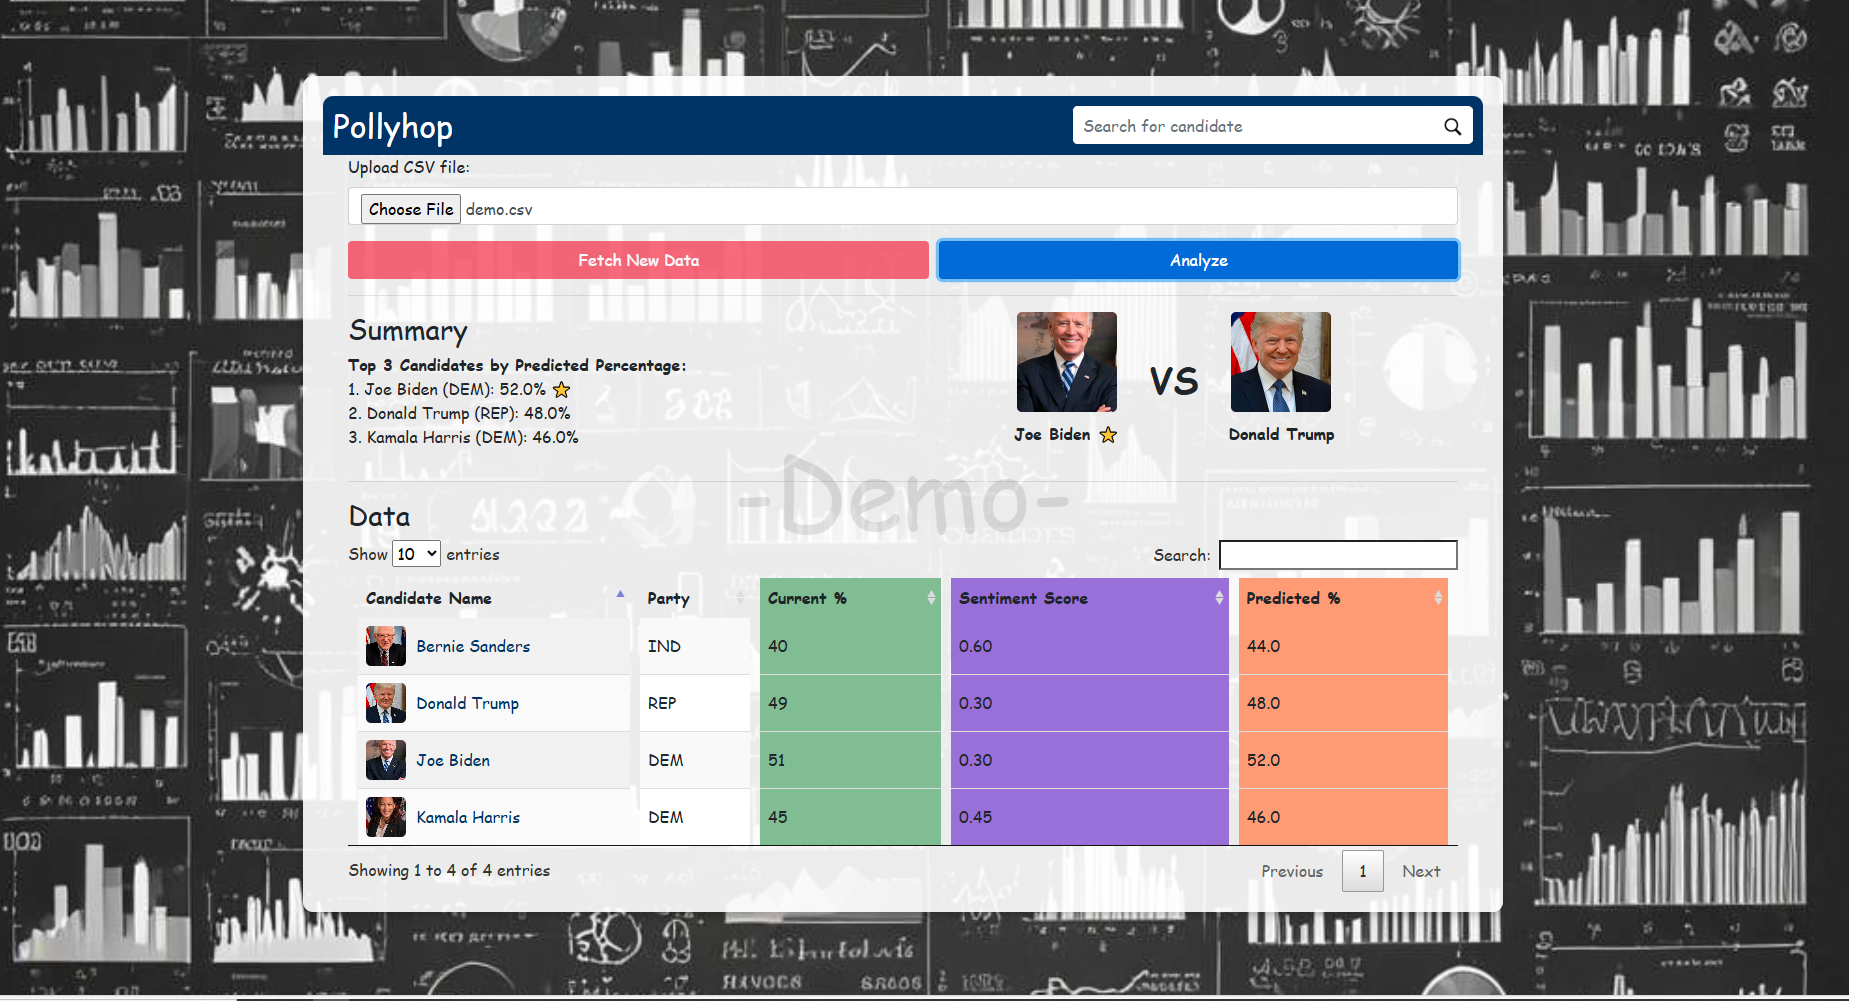 Pollyhop
Search for candidate
Upload CSV file:
Choose File demo.csv
Fetch New Data
Analyze
Summary
Top 3 Candidates by Predicted Percentage:
1. Joe Biden (DEM): 52.0% ⭐
2. Donald Trump (REP): 48.0%
3. Kamala Harris (DEM): 46.0%
VS
Joe Biden ⭐
Donald Trump
-Demo-
Data
Show 10 entries
Search:
Candidate Name Party Current % Sentiment Score Predicted %
Bernie Sanders IND 40 0.60 44.0
Donald Trump REP 49 0.30 48.0
Joe Biden DEM 51 0.30 52.0
Kamala Harris DEM 45 0.45 46.0
Showing 1 to 4 of 4 entries
Previous 1 Next